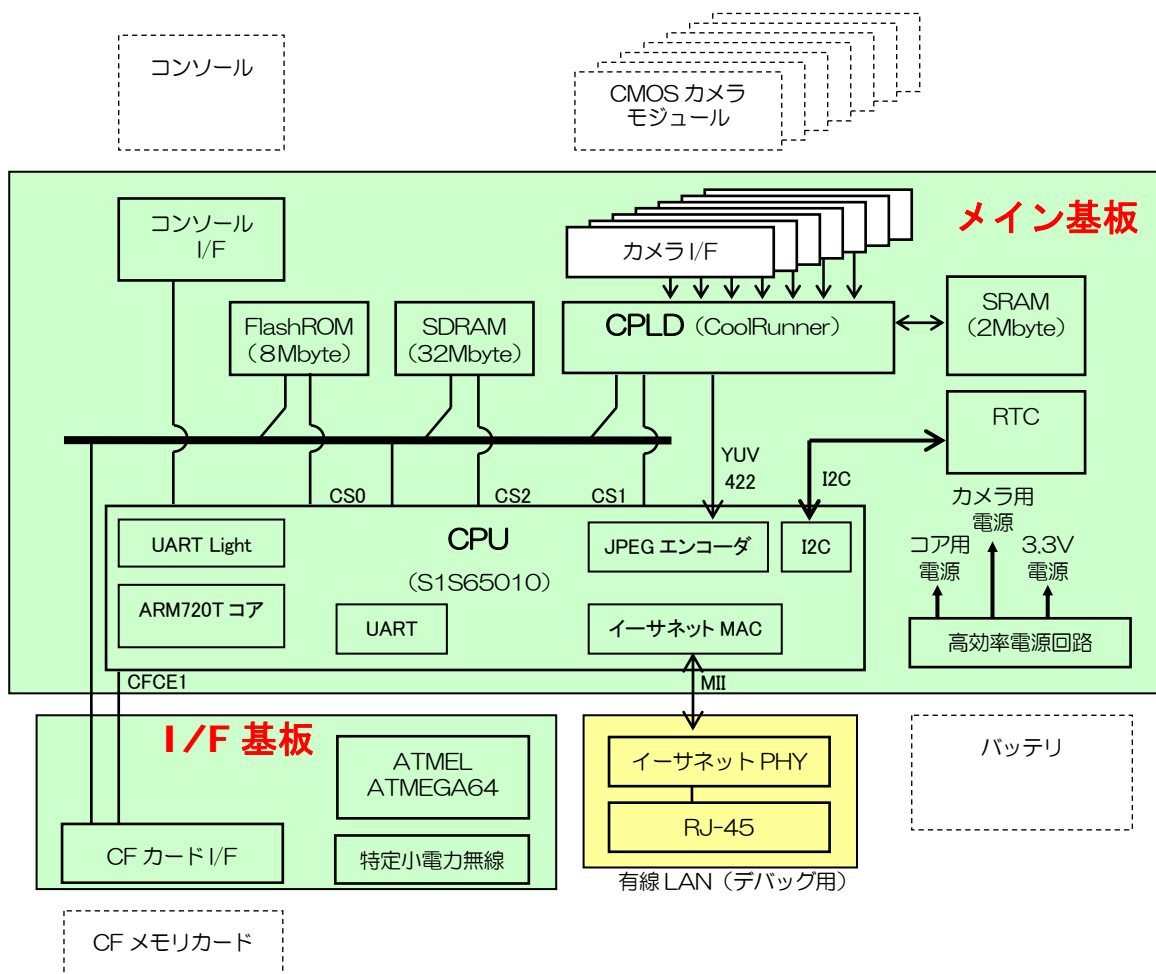 コンソール
CMOS カメラ
モジュール
メイン基板
コンソール
I/F
カメラ I/F
FlashROM
（8Mbyte）
SDRAM
（32Mbyte）
CPLD（CoolRunner）
SRAM
（2Mbyte）
RTC
YUV
422
I2C
CS0
CS2
CS1
カメラ用
電源
コア用
電源
3.3V
電源
CPU
（S1S65010）
UART Light
JPEG エンコーダ
I2C
ARM720T コア
UART
イーサネット MAC
高効率電源回路
CFCE1
MII
I/F 基板
ATMEL
ATMEGA64
イーサネット PHY
バッテリ
RJ-45
CF カード I/F
特定小電力無線
有線 LAN（デバッグ用）
CF メモリカード